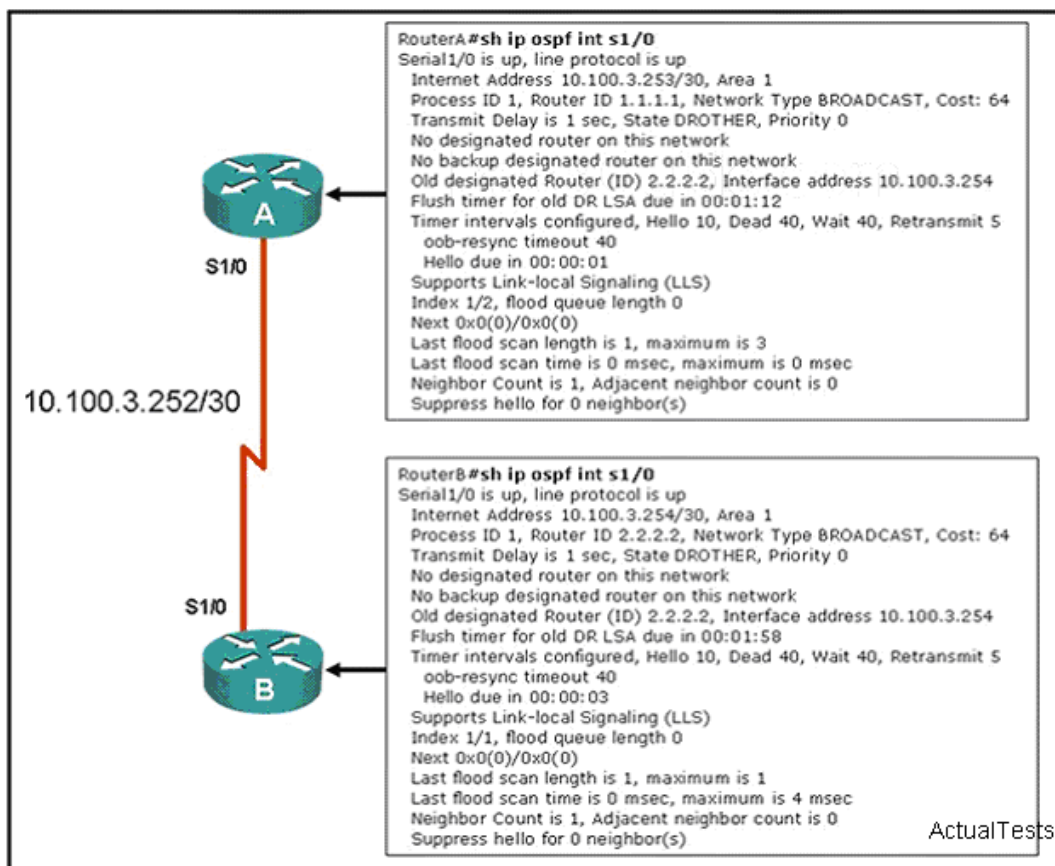 RouterA#sh ip ospf int s1/0
Serial1/0 is up, line protocol is up
Internet Address 10.100.3.253/30, Area 1
Process ID 1, Router ID 1.1.1.1, Network Type BROADCAST, Cost: 64
Transmit Delay is 1 sec, State DROTHER, Priority 0
No designated router on this network
No backup designated router on this network
Old designated Router (ID) 2.2.2.2, Interface address 10.100.3.254
Flush timer for old DR LSA due in 00:01:12
Timer intervals configured, Hello 10, Dead 40, Wait 40, Retransmit 5
oob-resync timeout 40
Hello due in 00:00:01
Supports Link-local Signaling (LLS)
Index 1/2, flood queue length 0
Next 0x0(0)/0x0(0)
Last flood scan length is 1, maximum is 3
Last flood scan time is 0 msec, maximum is 0 msec
Neighbor Count is 1, Adjacent neighbor count is 0
Suppress hello for 0 neighbor(s)
A
S1/0
10.100.3.252/30
S1/0
B
RouterB#sh ip ospf int s1/0
Serial1/0 is up, line protocol is up
Internet Address 10.100.3.254/30, Area 1
Process ID 1, Router ID 2.2.2.2, Network Type BROADCAST, Cost: 64
Transmit Delay is 1 sec, State DROTHER, Priority 0
No designated router on this network
No backup designated router on this network
Old designated Router (ID) 2.2.2.2, Interface address 10.100.3.254
Flush timer for old DR LSA due in 00:01:58
Timer intervals configured, Hello 10, Dead 40, Wait 40, Retransmit 5
oob-resync timeout 40
Hello due in 00:00:03
Supports Link-local Signaling (LLS)
Index 1/1, flood queue length 0
Next 0x0(0)/0x0(0)
Last flood scan length is 1, maximum is 1
Last flood scan time is 0 msec, maximum is 4 msec
Neighbor Count is 1, Adjacent neighbor count is 0
Suppress hello for 0 neighbor(s)
ActualTests